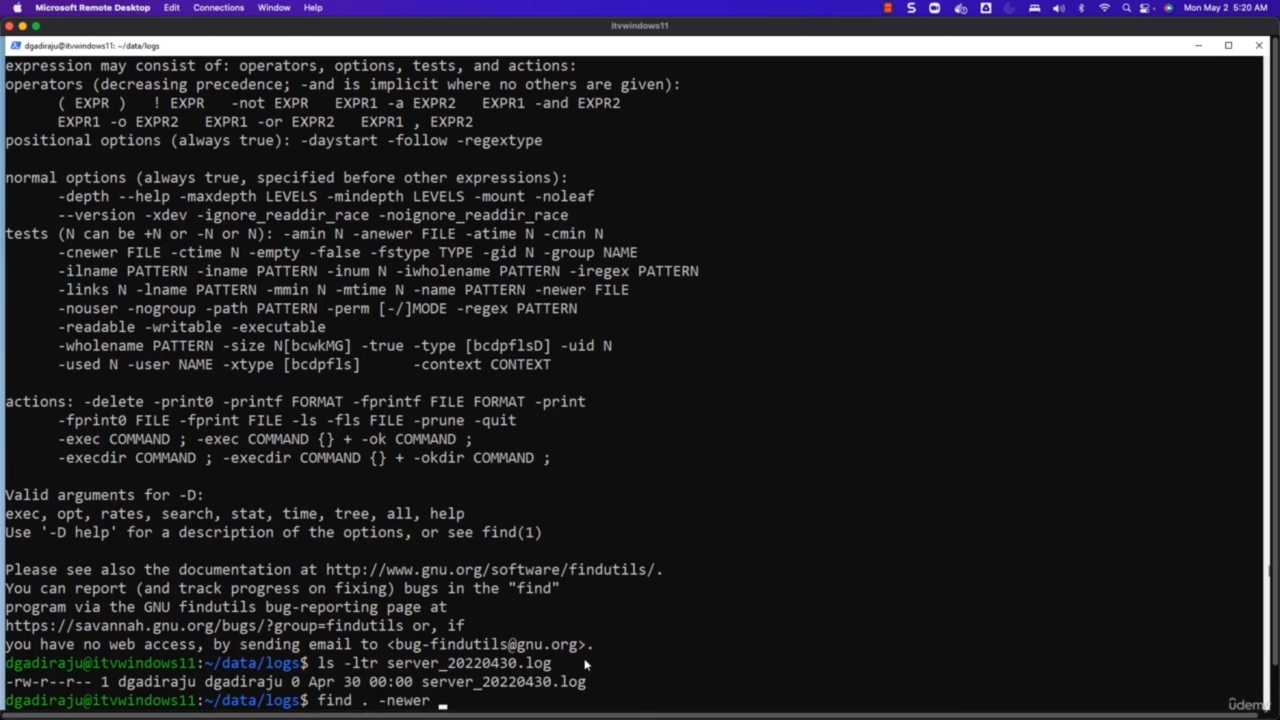 Microsoft Remote Desktop Edit Connections Window Help Mon May 2 5:20 AM
itvwindows11
dgadiraju@itvwindows11: ~/data/logs
expression may consist of: operators, options, tests, and actions:
operators (decreasing precedence; -and is implicit where no others are given):
( EXPR ) ! EXPR -not EXPR EXPR1 -a EXPR2 EXPR1 -and EXPR2
EXPR1 -o EXPR2 EXPR1 -or EXPR2 EXPR1 , EXPR2
positional options (always true): -daystart -follow -regextype
normal options (always true, specified before other expressions):
-depth --help -maxdepth LEVELS -mindepth LEVELS -mount -noleaf
--version -xdev -ignore_readdir_race -noignore_readdir_race
tests (N can be +N or -N or N): -amin N -anewer FILE -atime N -cmin N
-cnewer FILE -ctime N -empty -false -fstype TYPE -gid N -group NAME
-ilname PATTERN -iname PATTERN -inum N -iwholename PATTERN -iregex PATTERN
-links N -lname PATTERN -mmin N -mtime N -name PATTERN -newer FILE
-nouser -nogroup -path PATTERN -perm [-/]MODE -regex PATTERN
-readable -writable -executable
-wholename PATTERN -size N[bcwkMG] -true -type [bcdpflsD] -uid N
-used N -user NAME -xtype [bcdpfls] -context CONTEXT
actions: -delete -print0 -printf FORMAT -fprintf FILE FORMAT -print
-fprint0 FILE -fprint FILE -ls -fls FILE -prune -quit
-exec COMMAND ; -exec COMMAND {} + -ok COMMAND ;
-execdir COMMAND ; -execdir COMMAND {} + -okdir COMMAND ;
Valid arguments for -D:
exec, opt, rates, search, stat, time, tree, all, help
Use '-D help' for a description of the options, or see find(1)
Please see also the documentation at http://www.gnu.org/software/findutils/.
You can report (and track progress on fixing) bugs in the "find"
program via the GNU findutils bug-reporting page at
https://savannah.gnu.org/bugs/?group=findutils or, if
you have no web access, by sending email to <bug-findutils@gnu.org>.
dgadiraju@itvwindows11:~/data/logs$ ls -ltr server_20220430.log
-rw-r--r-- 1 dgadiraju dgadiraju 0 Apr 30 00:00 server_20220430.log
dgadiraju@itvwindows11:~/data/logs$ find . -newer _
udemy